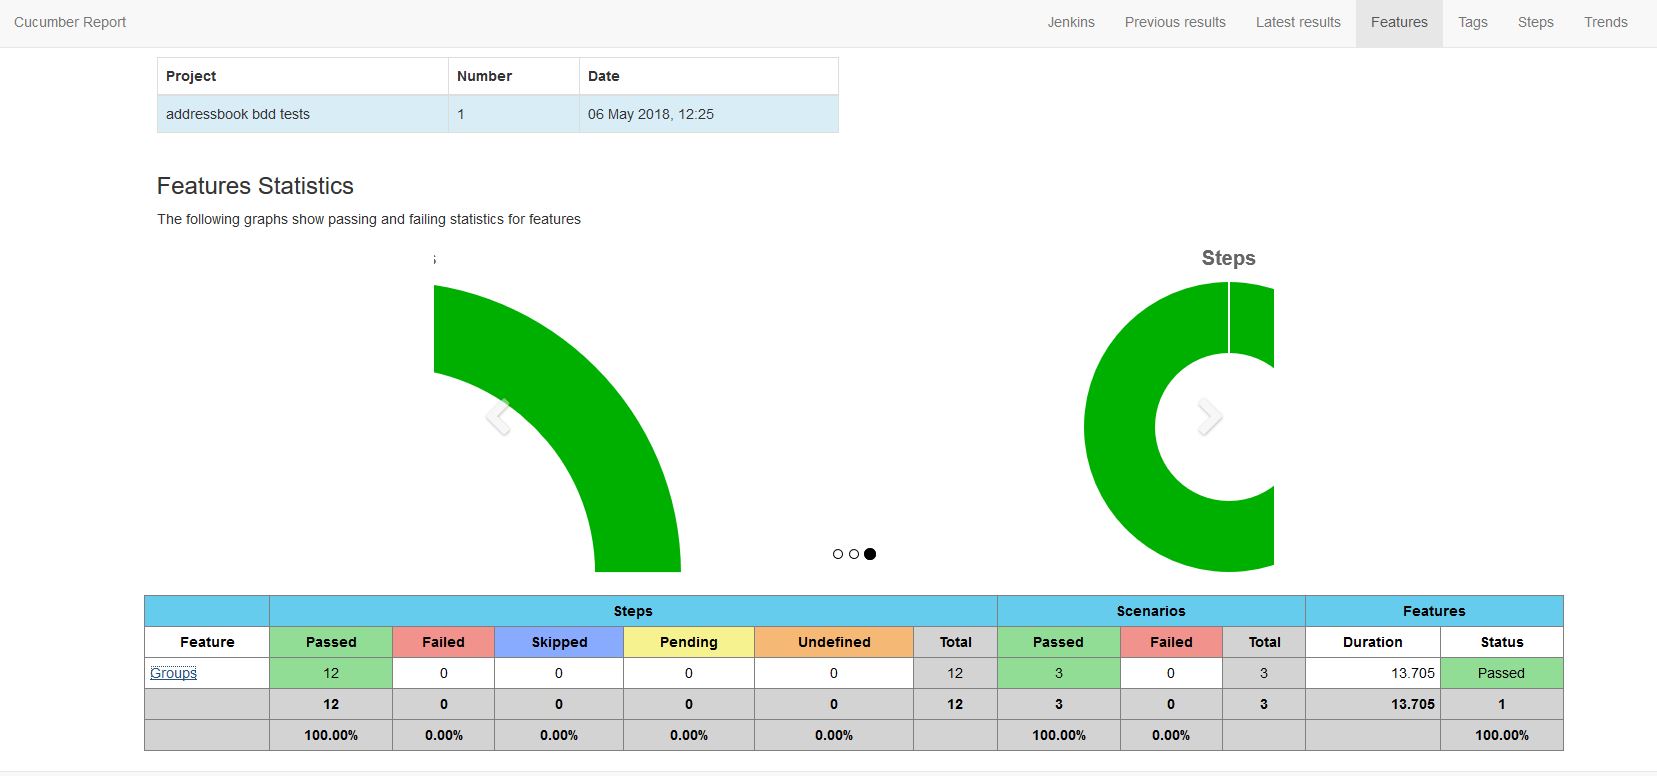 Cucumber Report Jenkins Previous results Latest results Features Tags Steps Trends
Project Number Date
addressbook bdd tests 1 06 May 2018, 12:25
Features Statistics
The following graphs show passing and failing statistics for features
Steps
Steps Scenarios Features
Feature Passed Failed Skipped Pending Undefined Total Passed Failed Total Duration Status
Groups 12 0 0 0 0 12 3 0 3 13.705 Passed
12 0 0 0 0 12 3 0 3 13.705 1
100.00% 0.00% 0.00% 0.00% 0.00% 100.00% 0.00% 100.00%